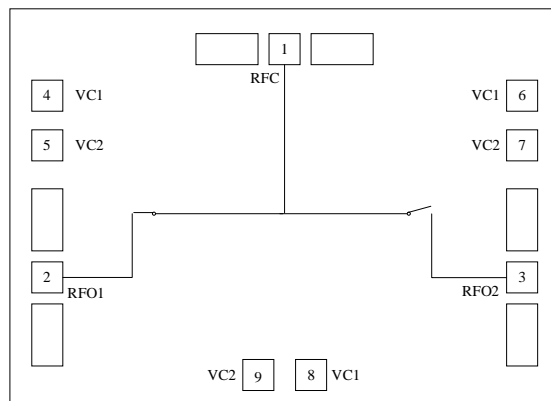 1
RFC
4 VC1 VC1 6
5 VC2 VC2 7
2 3
RFO1 RFO2
VC2 9 8 VC1